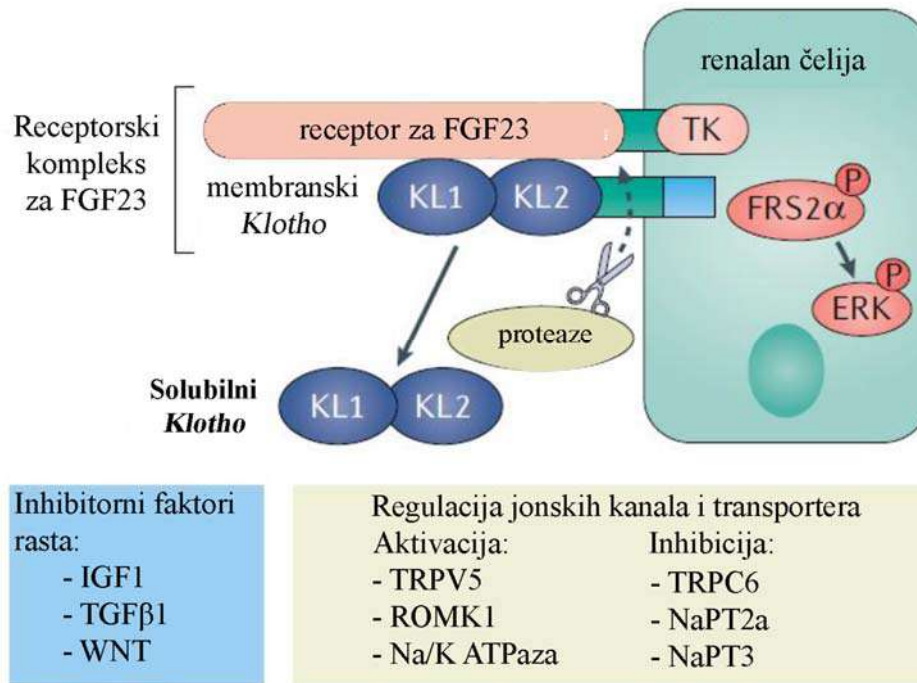 renalan čelija
Receptorski
kompleks
za FGF23
receptor za FGF23
TK
membranski
Klotho
KL1
KL2
P
FRS2α
P
ERK
proteaze
Solubilni
Klotho
KL1
KL2
Inhibitorni faktori
rasta:
- IGF1
- TGFβ1
- WNT
Regulacija jonskih kanala i transportera
Aktivacija:
- TRPV5
- ROMK1
- Na/K ATPaza
Inhibicija:
- TRPC6
- NaPT2a
- NaPT3